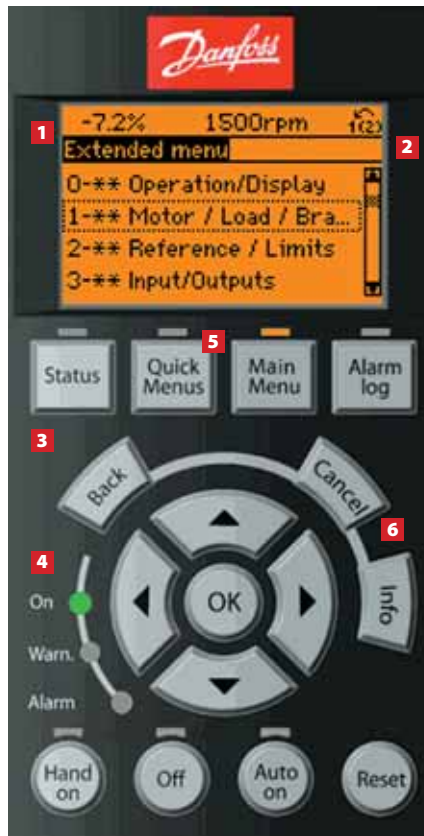 Danfoss
-7.2% 1500rpm 1(2)
1
Extended menu
2
0-** Operation/Display
1-** Motor / Load / Bra...
2-** Reference / Limits
3-** Input/Outputs
5
Status
Quick
Menus
Main
Menu
Alarm
log
3
Back
Cancel
6
4
On
OK
Info
Warn.
Alarm
Hand
on
Off
Auto
on
Reset